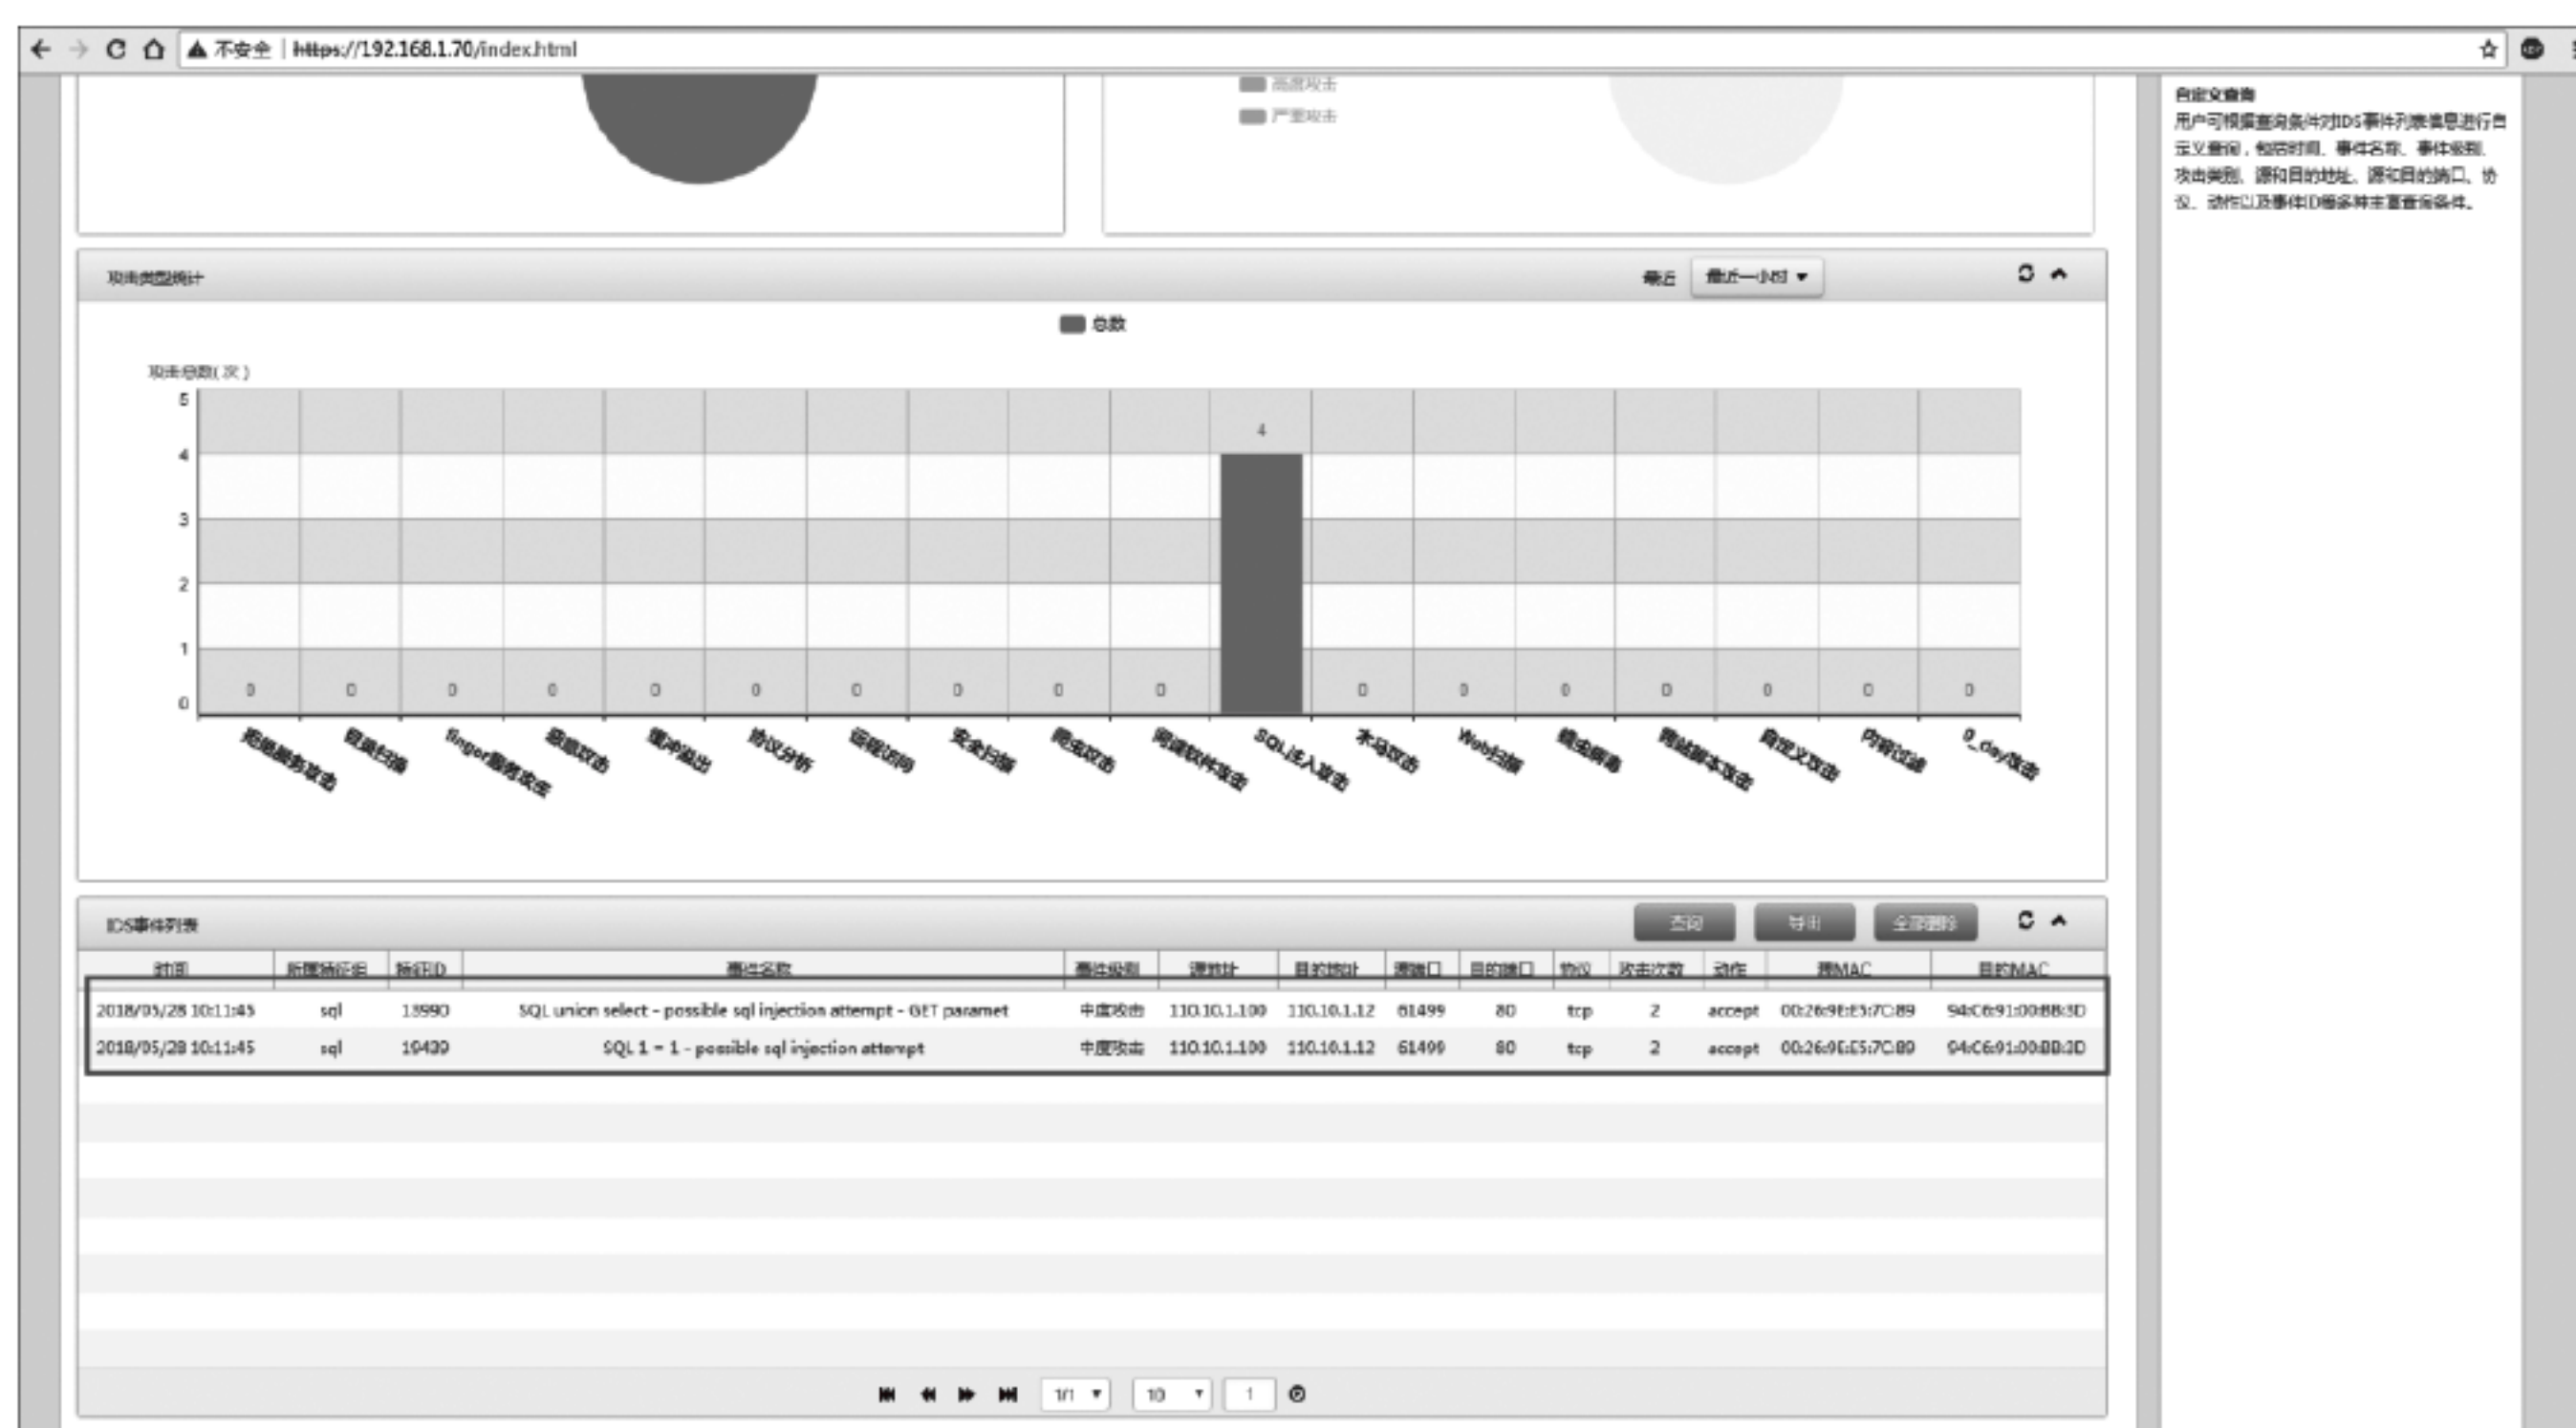 不安全 | https://192.168.1.70/index.html
高度攻击
严重攻击
自定义查询
用户可根据查询条件对IDS事件列表信息进行自
定义查询，包括时间、事件名称、事件级别、
攻击类别、源和目的地址、源和目的端口、协
议、动作以及事件ID等多种丰富查询条件。
攻击类型统计
最近 最近一小时
总数
攻击总数(次)
5
4
3
2
1
0
0 0 0 0 0 0 0 0 0 0 4 0 0 0 0 0 0 0
拒绝服务攻击 扫描 finger服务攻击 恶意攻击 缓冲溢出 协议分析 远程访问 安全扫描 爬虫攻击 间谍软件攻击 SQL注入攻击 木马攻击 Web扫描 蠕虫病毒 跨站脚本攻击 自定义攻击 内容过滤 0_day攻击
IDS事件列表 查询 导出 全部删除
时间 所属特征组 特征ID 事件名称 事件级别 源地址 目的地址 源端口 目的端口 协议 攻击次数 动作 源MAC 目的MAC
2018/05/28 10:11:45 sql 13990 SQL union select - possible sql injection attempt - GET paramet 中度攻击 110.10.1.100 110.10.1.12 61499 80 tcp 2 accept 00:26:9E:E5:7C:89 94:C6:91:00:BB:3D
2018/05/28 10:11:45 sql 19439 SQL 1 = 1 - possible sql injection attempt 中度攻击 110.10.1.100 110.10.1.12 61499 80 tcp 2 accept 00:26:9E:E5:7C:89 94:C6:91:00:BB:3D
1/1 10 1